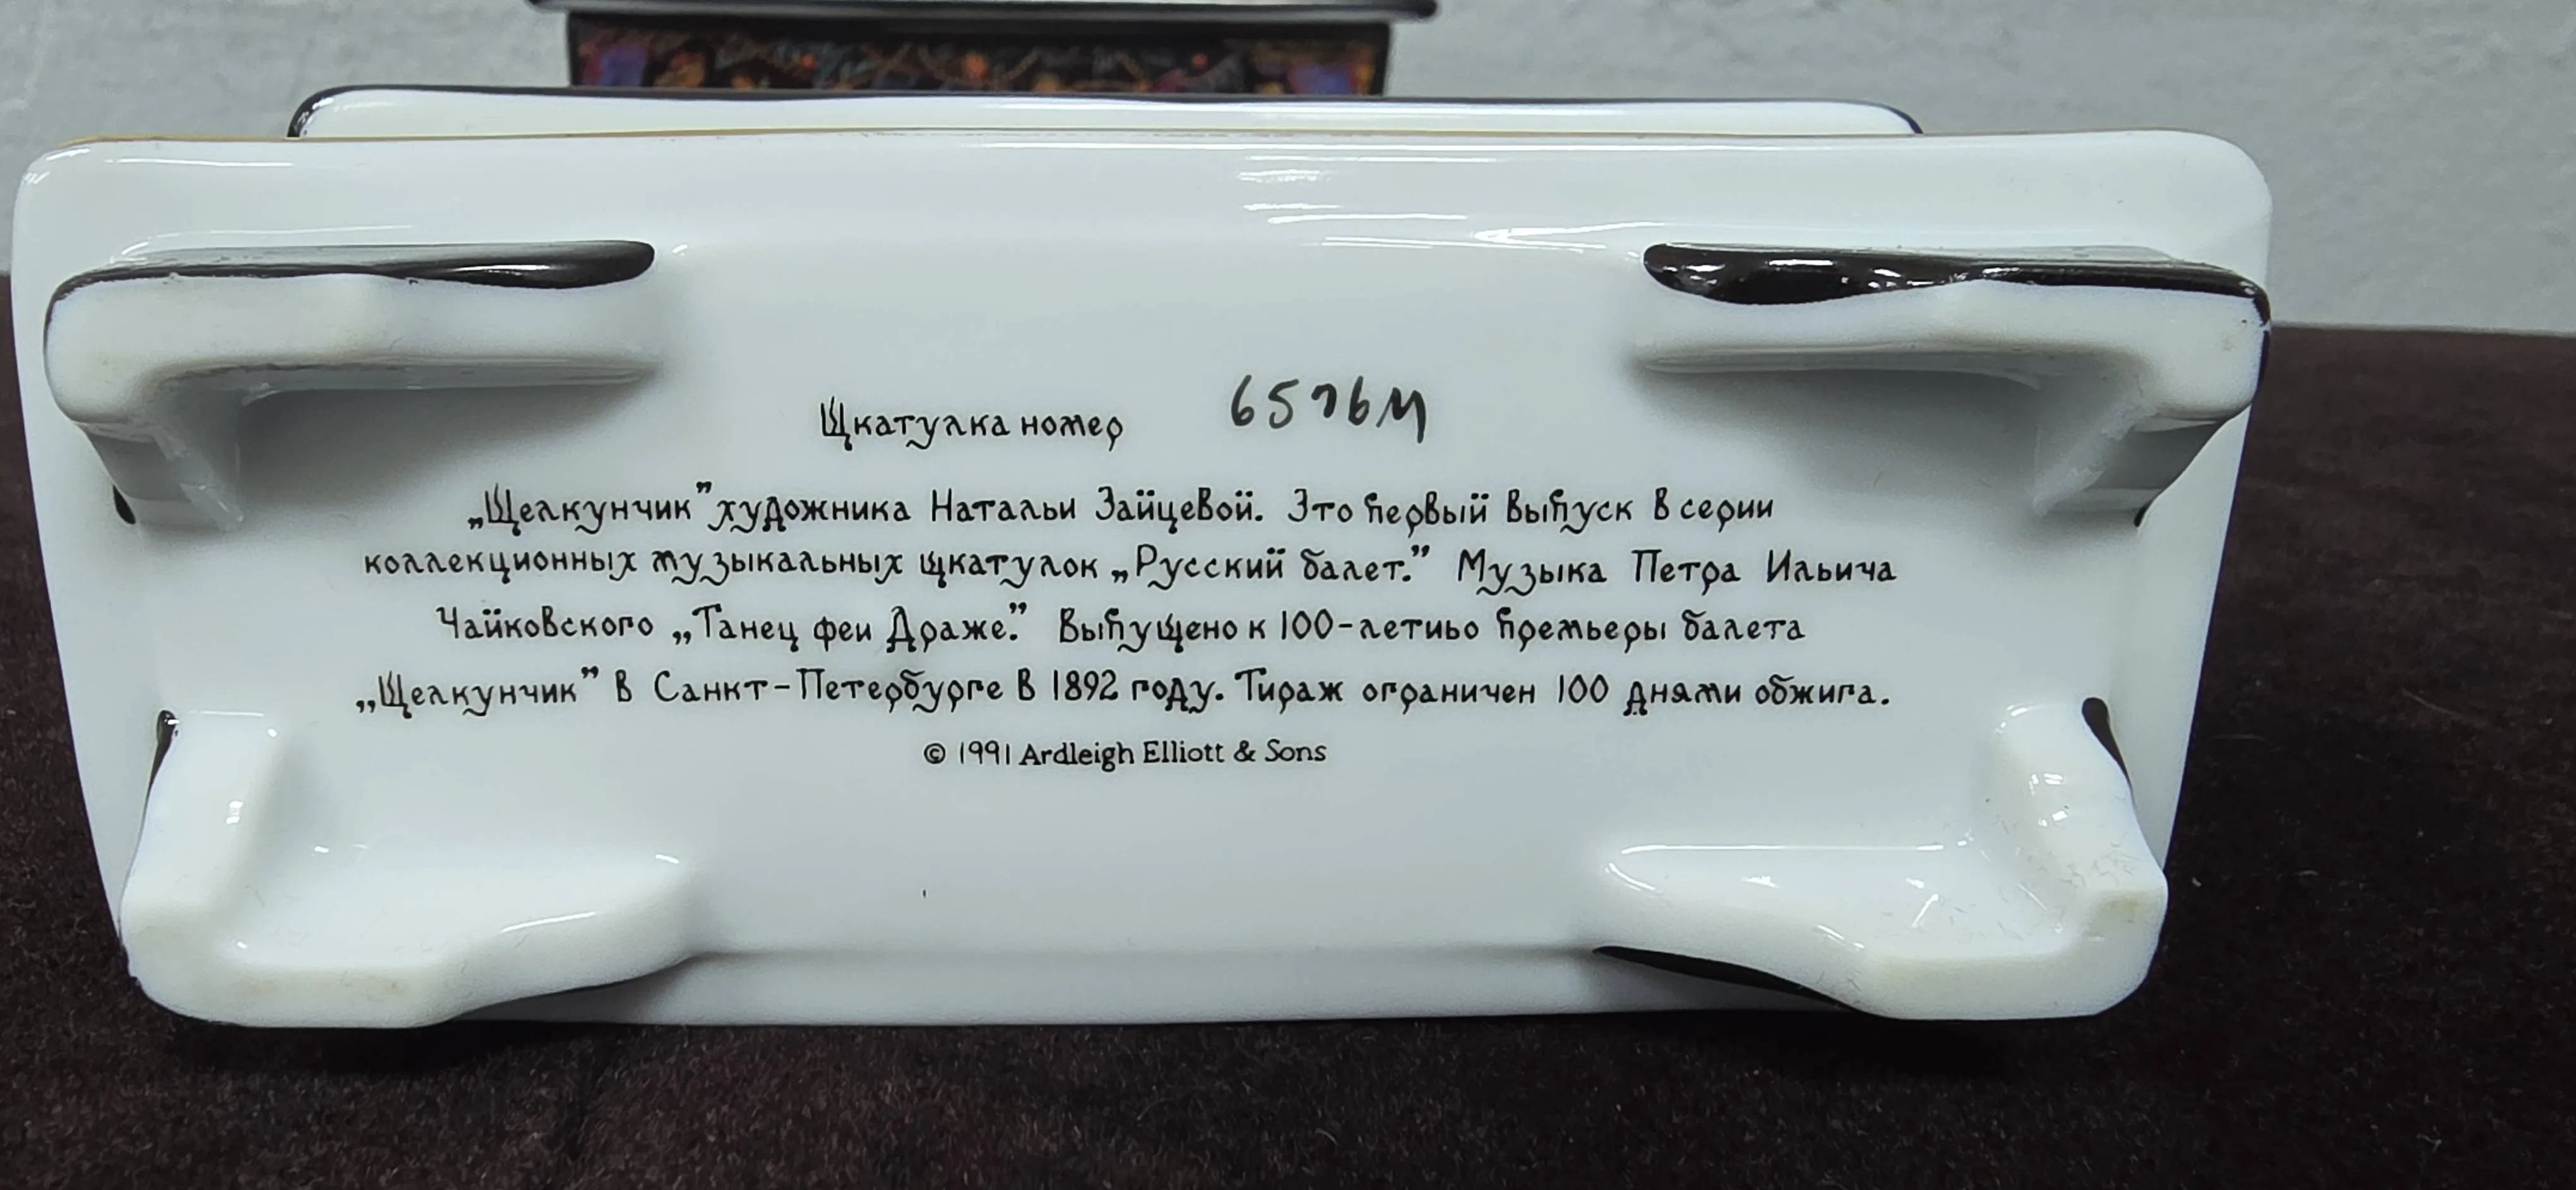 Шкатулка номер 6576M
„Щелкунчик” художника Натальи Зайцевой. Это первый выпуск в серии
коллекционных музыкальных шкатулок „Русский балет.” Музыка Петра Ильича
Чайковского „Танец феи Драже.” Выпущено к 100-летию премьеры балета
„Щелкунчик” в Санкт-Петербурге в 1892 году. Тираж ограничен 100 днями обжига.
© 1991 Ardleigh Elliott & Sons